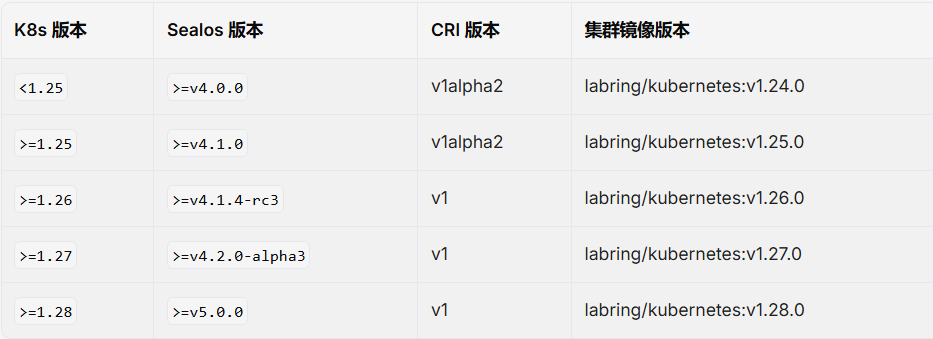 K8s 版本 Sealos 版本 CRI 版本 集群镜像版本
<1.25 >=v4.0.0 v1alpha2 labring/kubernetes:v1.24.0
>=1.25 >=v4.1.0 v1alpha2 labring/kubernetes:v1.25.0
>=1.26 >=v4.1.4-rc3 v1 labring/kubernetes:v1.26.0
>=1.27 >=v4.2.0-alpha3 v1 labring/kubernetes:v1.27.0
>=1.28 >=v5.0.0 v1 labring/kubernetes:v1.28.0